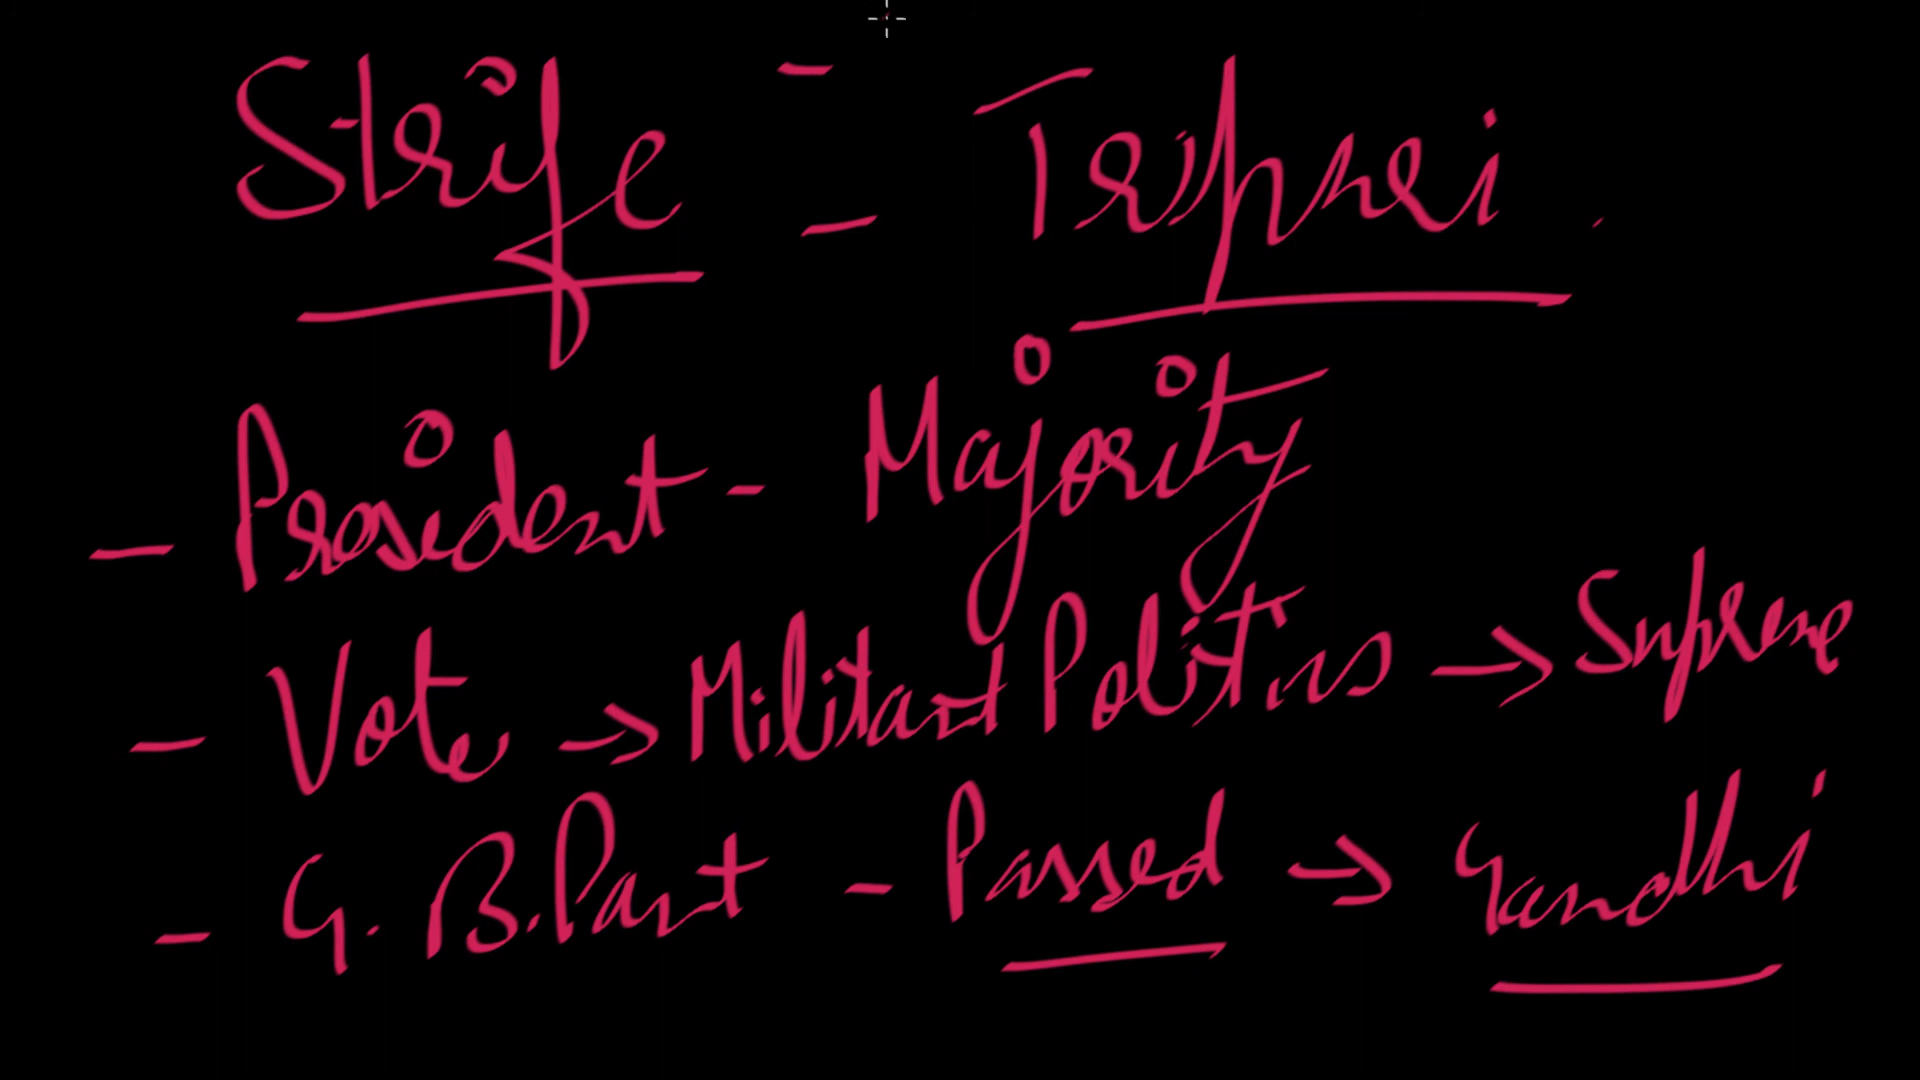 Strife - Tripuri
- President - Majority
- Vote → Militant Politics → Supreme
- G. B. Pant - Passed → Gandhi